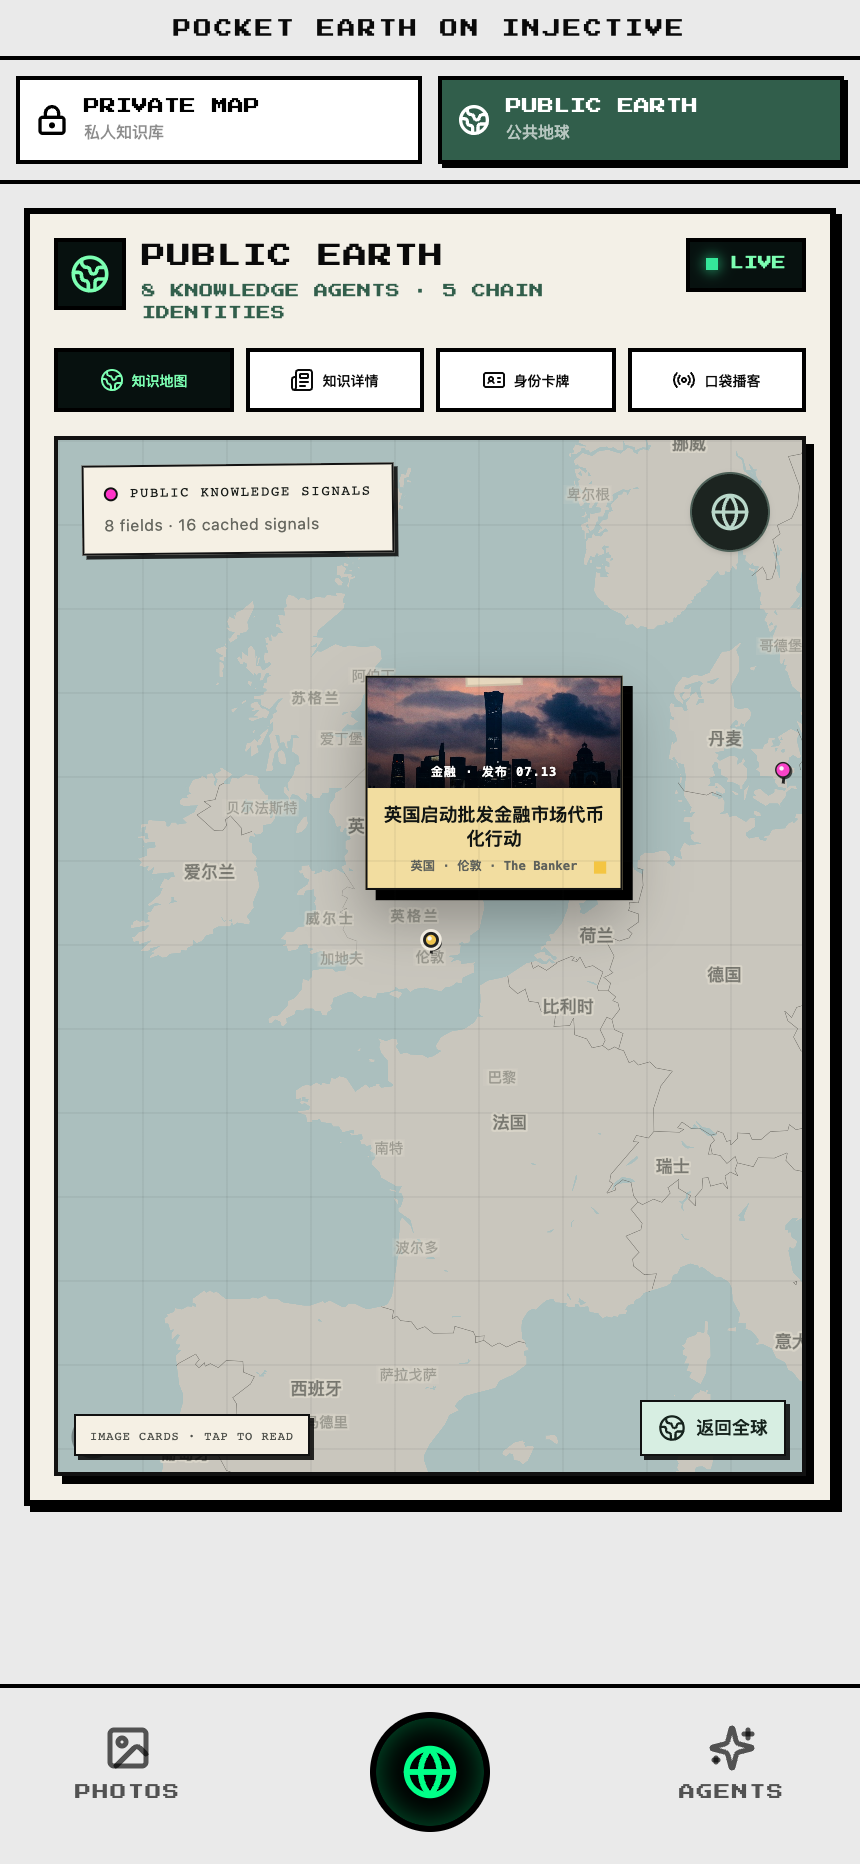 POCKET EARTH ON INJECTIVE
PRIVATE MAP
私人知识库
PUBLIC EARTH
公共地球
PUBLIC EARTH
8 KNOWLEDGE AGENTS · 5 CHAIN
IDENTITIES
LIVE
知识地图
知识详情
身份卡牌
口袋播客
挪威
PUBLIC KNOWLEDGE SIGNALS
8 fields · 16 cached signals
卑尔根
哥德堡
苏格兰
爱丁堡
丹麦
金融 · 发布 07.13
贝尔法斯特
英国启动批发金融市场代币
化行动
英国 · 伦敦 · The Banker
爱尔兰
威尔士
英格兰
荷兰
加地夫
伦敦
德国
比利时
巴黎
法国
南特
瑞士
波尔多
萨拉戈萨
西班牙
IMAGE CARDS · TAP TO READ
返回全球
PHOTOS
AGENTS